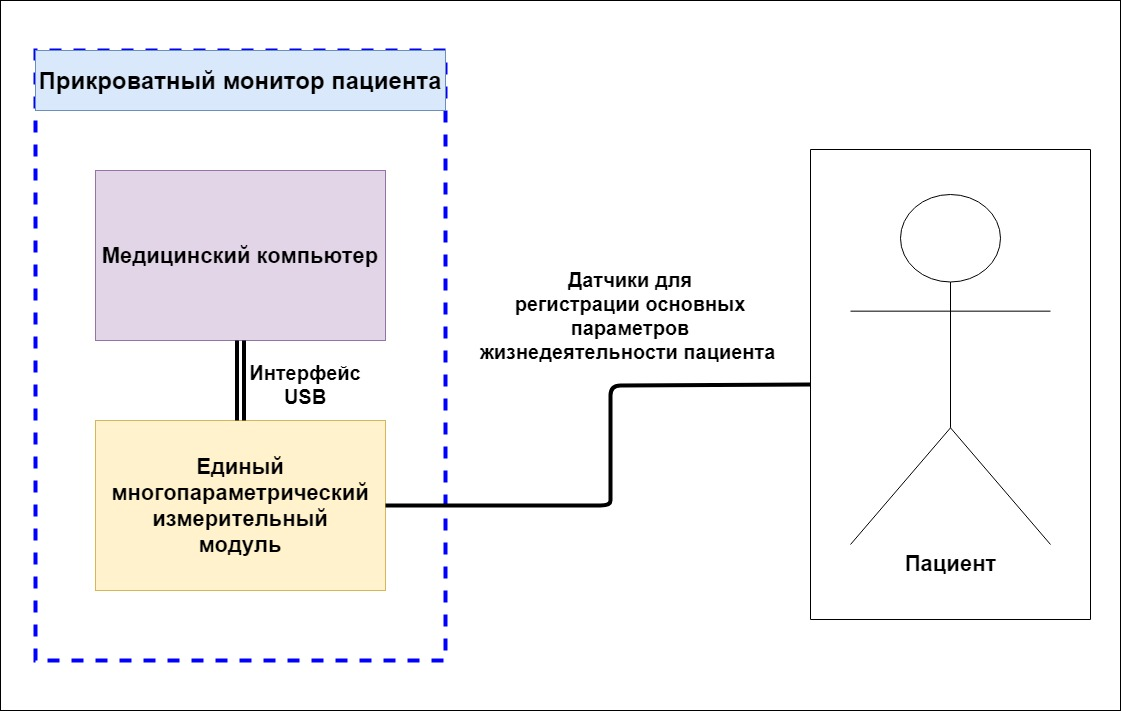 Прикроватный монитор пациента
Медицинский компьютер
Интерфейс
USB
Единый
многопараметрический
измерительный
модуль
Датчики для
регистрации основных
параметров
жизнедеятельности пациента
Пациент